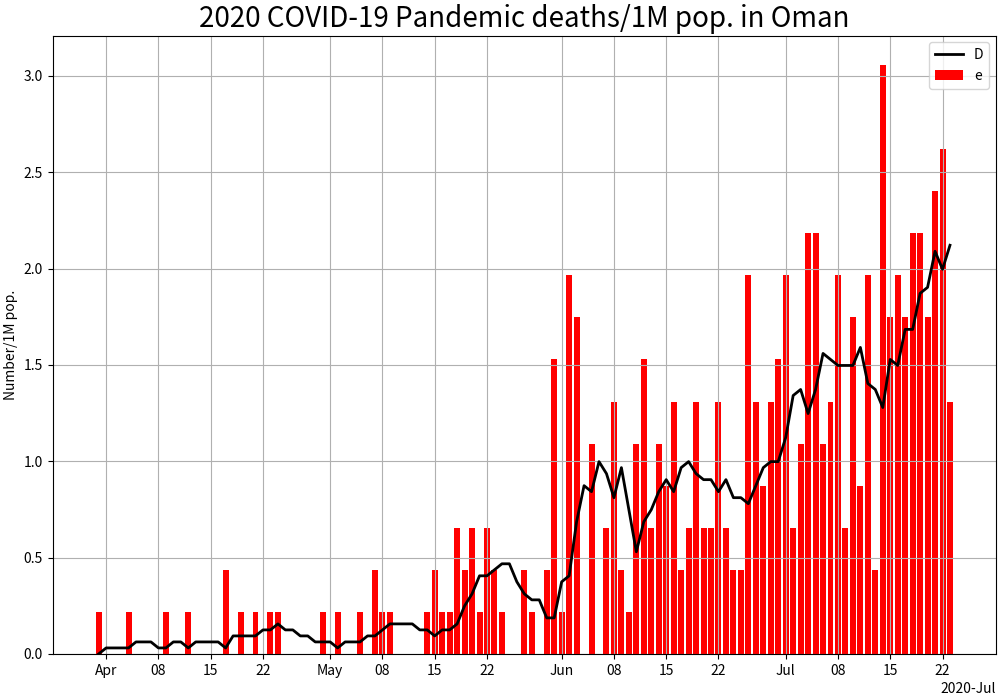 2020 COVID-19 Pandemic deaths/1M pop. in Oman
D
e
Number/1M pop.
3.0
2.5
2.0
1.5
1.0
0.5
0.0
Apr 08 15 22 May 08 15 22 Jun 08 15 22 Jul 08 15 22
2020-Jul